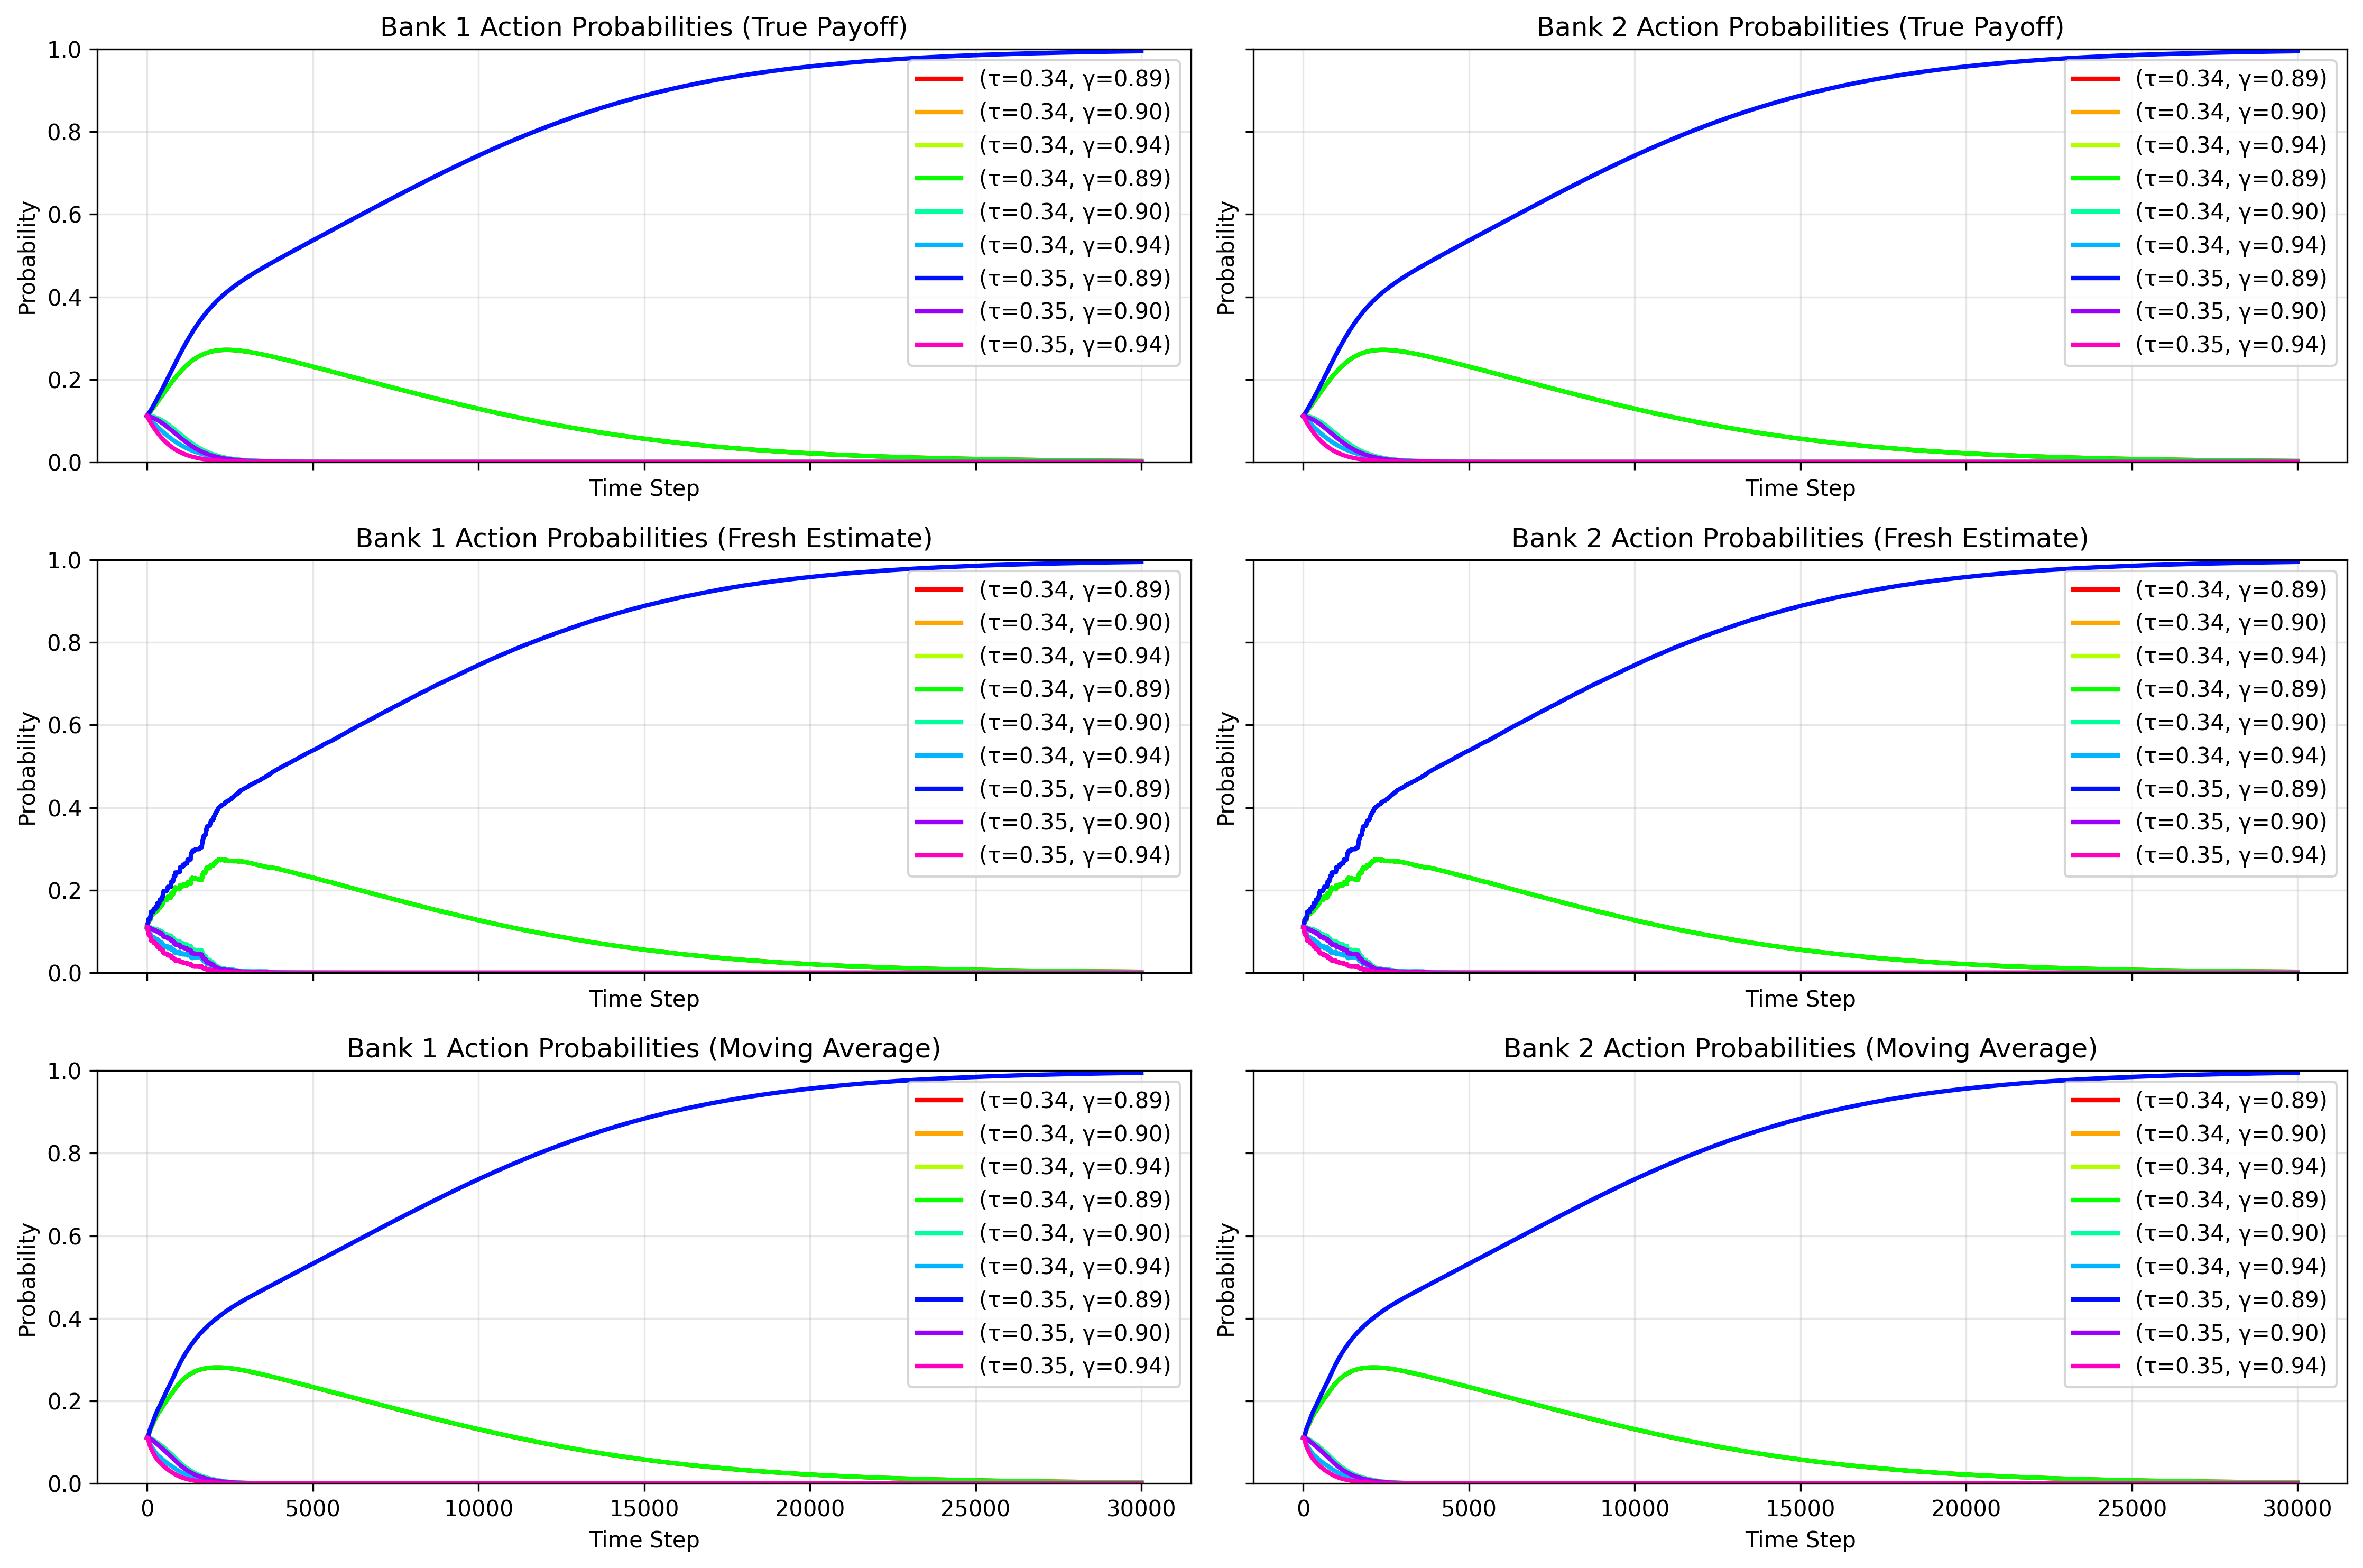 Bank 1 Action Probabilities (True Payoff)
Probability
1.0
0.8
0.6
0.4
0.2
0.0
(τ=0.34, γ=0.89)
(τ=0.34, γ=0.90)
(τ=0.34, γ=0.94)
(τ=0.34, γ=0.89)
(τ=0.34, γ=0.90)
(τ=0.34, γ=0.94)
(τ=0.35, γ=0.89)
(τ=0.35, γ=0.90)
(τ=0.35, γ=0.94)
Time Step
Bank 2 Action Probabilities (True Payoff)
Probability
(τ=0.34, γ=0.89)
(τ=0.34, γ=0.90)
(τ=0.34, γ=0.94)
(τ=0.34, γ=0.89)
(τ=0.34, γ=0.90)
(τ=0.34, γ=0.94)
(τ=0.35, γ=0.89)
(τ=0.35, γ=0.90)
(τ=0.35, γ=0.94)
Time Step
Bank 1 Action Probabilities (Fresh Estimate)
Probability
1.0
0.8
0.6
0.4
0.2
0.0
(τ=0.34, γ=0.89)
(τ=0.34, γ=0.90)
(τ=0.34, γ=0.94)
(τ=0.34, γ=0.89)
(τ=0.34, γ=0.90)
(τ=0.34, γ=0.94)
(τ=0.35, γ=0.89)
(τ=0.35, γ=0.90)
(τ=0.35, γ=0.94)
Time Step
Bank 2 Action Probabilities (Fresh Estimate)
Probability
(τ=0.34, γ=0.89)
(τ=0.34, γ=0.90)
(τ=0.34, γ=0.94)
(τ=0.34, γ=0.89)
(τ=0.34, γ=0.90)
(τ=0.34, γ=0.94)
(τ=0.35, γ=0.89)
(τ=0.35, γ=0.90)
(τ=0.35, γ=0.94)
Time Step
Bank 1 Action Probabilities (Moving Average)
Probability
1.0
0.8
0.6
0.4
0.2
0.0
(τ=0.34, γ=0.89)
(τ=0.34, γ=0.90)
(τ=0.34, γ=0.94)
(τ=0.34, γ=0.89)
(τ=0.34, γ=0.90)
(τ=0.34, γ=0.94)
(τ=0.35, γ=0.89)
(τ=0.35, γ=0.90)
(τ=0.35, γ=0.94)
0 5000 10000 15000 20000 25000 30000
Time Step
Bank 2 Action Probabilities (Moving Average)
Probability
(τ=0.34, γ=0.89)
(τ=0.34, γ=0.90)
(τ=0.34, γ=0.94)
(τ=0.34, γ=0.89)
(τ=0.34, γ=0.90)
(τ=0.34, γ=0.94)
(τ=0.35, γ=0.89)
(τ=0.35, γ=0.90)
(τ=0.35, γ=0.94)
0 5000 10000 15000 20000 25000 30000
Time Step